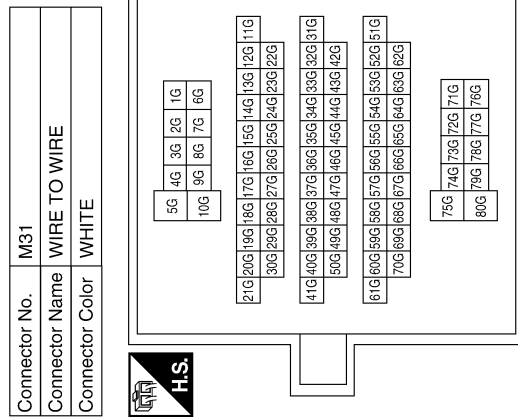 Connector No. M31
Connector Name WIRE TO WIRE
Connector Color WHITE
H.S.
5G 4G 3G 2G 1G
10G 9G 8G 7G 6G
21G 20G 19G 18G 17G 16G 15G 14G 13G 12G 11G
30G 29G 28G 27G 26G 25G 24G 23G 22G
41G 40G 39G 38G 37G 36G 35G 34G 33G 32G 31G
50G 49G 48G 47G 46G 45G 44G 43G 42G
61G 60G 59G 58G 57G 56G 55G 54G 53G 52G 51G
70G 69G 68G 67G 66G 65G 64G 63G 62G
75G 74G 73G 72G 71G
80G 79G 78G 77G 76G